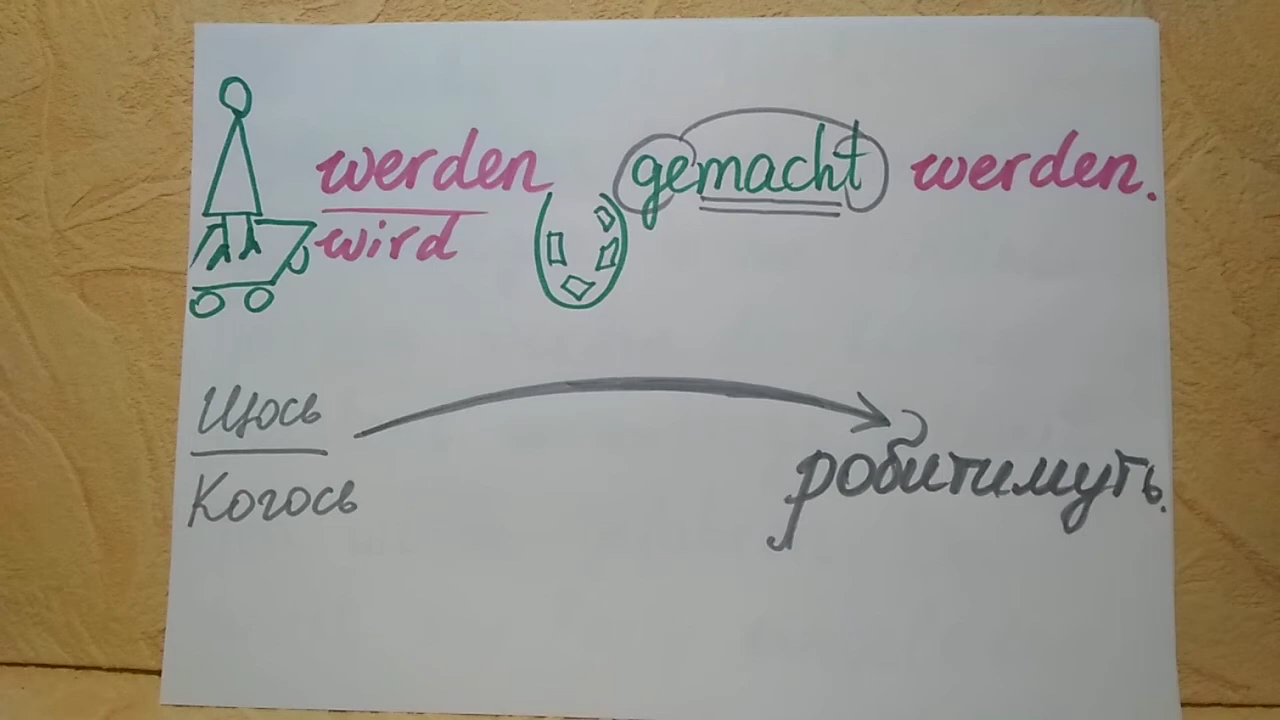 werden gemacht werden.
wird
Щось
Когось
робитимуть.